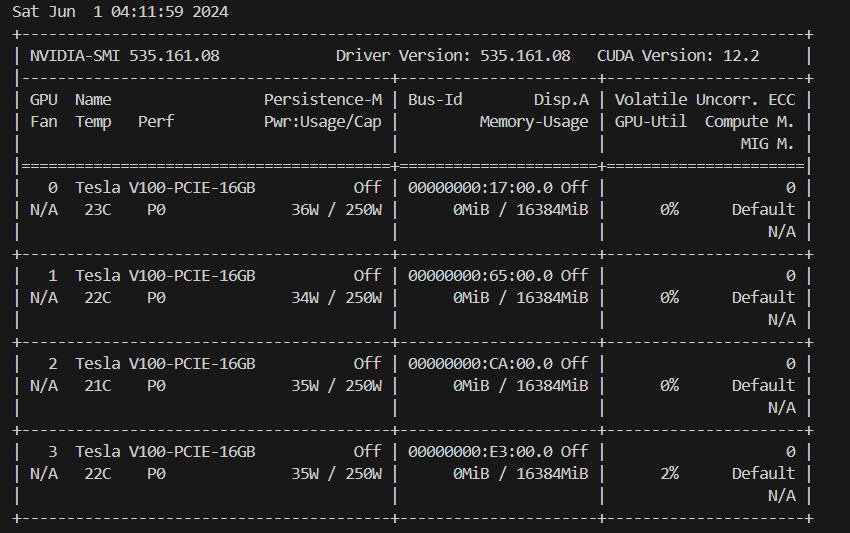 Sat Jun  1 04:11:59 2024
+---------------------------------------------------------------------------------------+
| NVIDIA-SMI 535.161.08             Driver Version: 535.161.08   CUDA Version: 12.2     |
|-----------------------------------------+----------------------+----------------------+
| GPU  Name                 Persistence-M | Bus-Id        Disp.A | Volatile Uncorr. ECC |
| Fan  Temp   Perf          Pwr:Usage/Cap |         Memory-Usage | GPU-Util  Compute M. |
|                                         |                      |               MIG M. |
|=========================================+======================+======================|
|   0  Tesla V100-PCIE-16GB           Off | 00000000:17:00.0 Off |                    0 |
| N/A   23C    P0              36W / 250W |      0MiB / 16384MiB |      0%      Default |
|                                         |                      |                  N/A |
+-----------------------------------------+----------------------+----------------------+
|   1  Tesla V100-PCIE-16GB           Off | 00000000:65:00.0 Off |                    0 |
| N/A   22C    P0              34W / 250W |      0MiB / 16384MiB |      0%      Default |
|                                         |                      |                  N/A |
+-----------------------------------------+----------------------+----------------------+
|   2  Tesla V100-PCIE-16GB           Off | 00000000:CA:00.0 Off |                    0 |
| N/A   21C    P0              35W / 250W |      0MiB / 16384MiB |      0%      Default |
|                                         |                      |                  N/A |
+-----------------------------------------+----------------------+----------------------+
|   3  Tesla V100-PCIE-16GB           Off | 00000000:E3:00.0 Off |                    0 |
| N/A   22C    P0              35W / 250W |      0MiB / 16384MiB |      2%      Default |
|                                         |                      |                  N/A |
+-----------------------------------------+----------------------+----------------------+